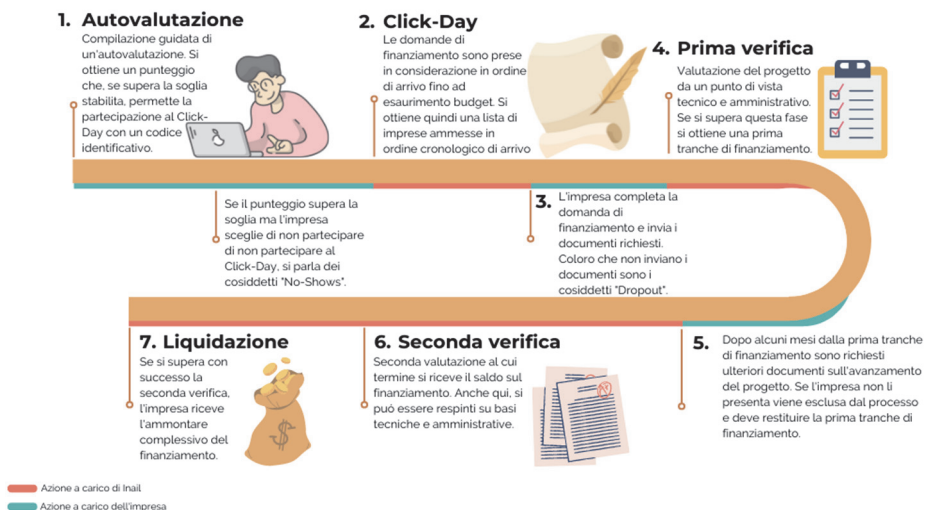 1. Autovalutazione
Compilazione guidata di
un'autovalutazione. Si
ottiene un punteggio
che, se supera la soglia
stabilita, permette la
partecipazione al Click-
Day con un codice
identificativo.
2. Click-Day
Le domande di
finanziamento sono prese
in considerazione in ordine
di arrivo fino ad
esaurimento budget. Si
ottiene quindi una lista di
imprese ammesse in
ordine cronologico di arrivo
4. Prima verifica
Valutazione del progetto
da un punto di vista
tecnico e amministrativo.
Se si supera questa fase
si ottiene una prima
tranche di finanziamento.
Se il punteggio supera la
soglia ma l'impresa
sceglie di non partecipare
di non partecipare al
Click-Day, si parla dei
cosiddetti "No-Shows".
3. L'impresa completa la
domanda di
finanziamento e invia i
documenti richiesti.
Coloro che non inviano i
documenti sono i
cosiddetti "Dropout".
7. Liquidazione
Se si supera con
successo la
seconda verifica,
l'impresa riceve
l'ammontare
complessivo del
finanziamento.
6. Seconda verifica
Seconda valutazione al cui
termine si riceve il saldo sul
finanziamento. Anche qui, si
può essere respinti su basi
tecniche e amministrative.
5. Dopo alcuni mesi dalla prima tranche
di finanziamento sono richiesti
ulteriori documenti sull'avanzamento
del progetto. Se l'impresa non li
presenta viene esclusa dal processo
e deve restituire la prima tranche di
finanziamento.
Azione a carico di Inail
Azione a carico dell'impresa